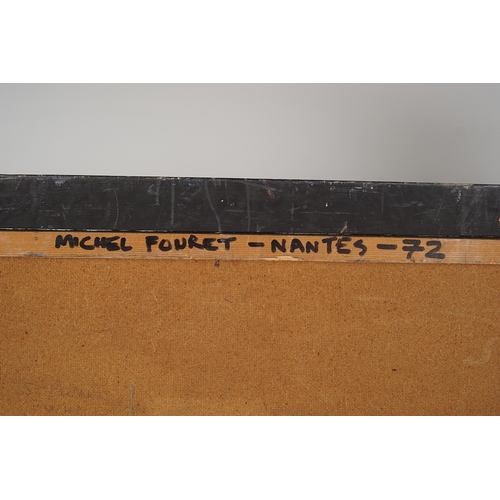 MICHEL FOURET - NANTES - 72